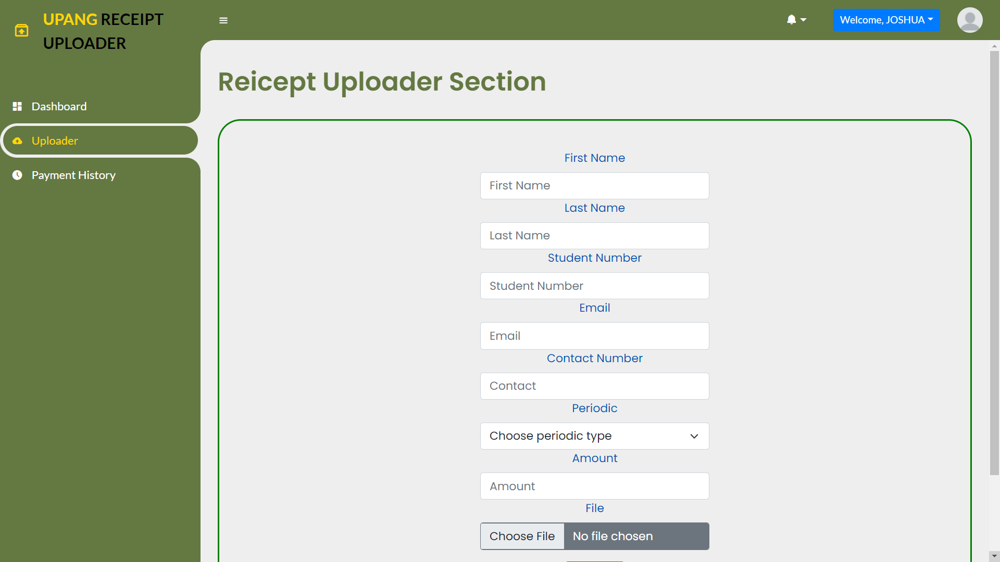 UPANG RECEIPT
UPLOADER
Welcome, JOSHUA
Dashboard
Uploader
Payment History
Reicept Uploader Section
First Name
First Name
Last Name
Last Name
Student Number
Student Number
Email
Email
Contact Number
Contact
Periodic
Choose periodic type
Amount
Amount
File
Choose File No file chosen